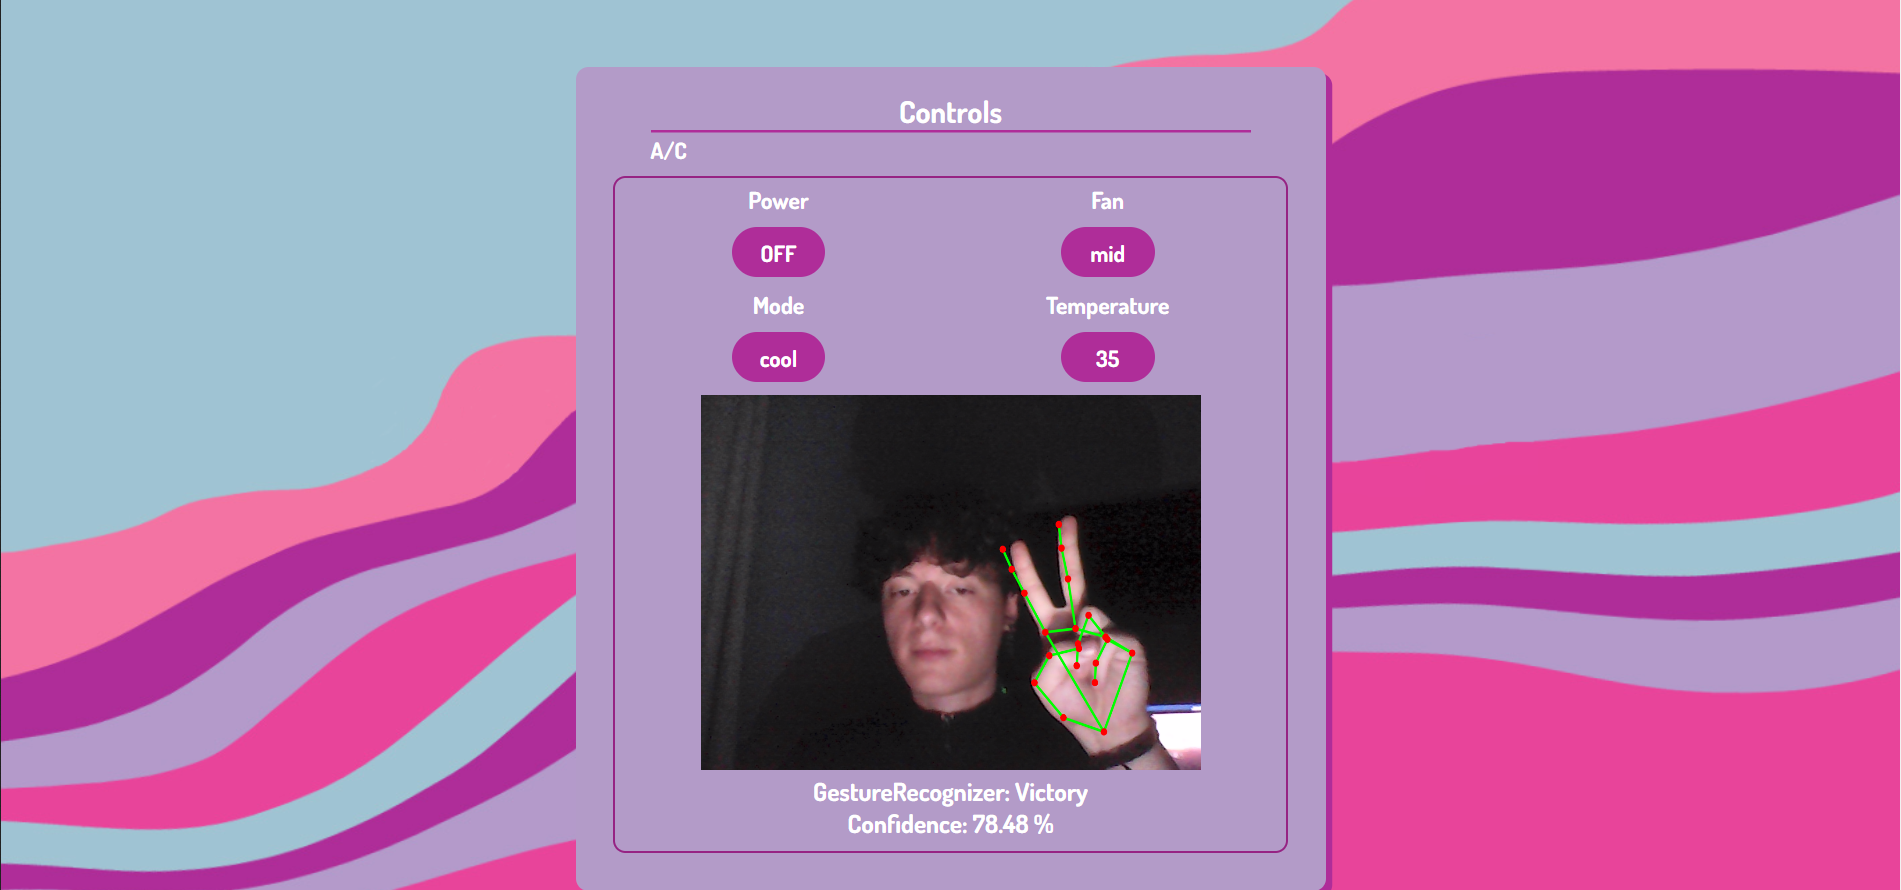 Controls
A/C
Power
Fan
OFF
mid
Mode
Temperature
cool
35
GestureRecognizer: Victory
Confidence: 78.48 %